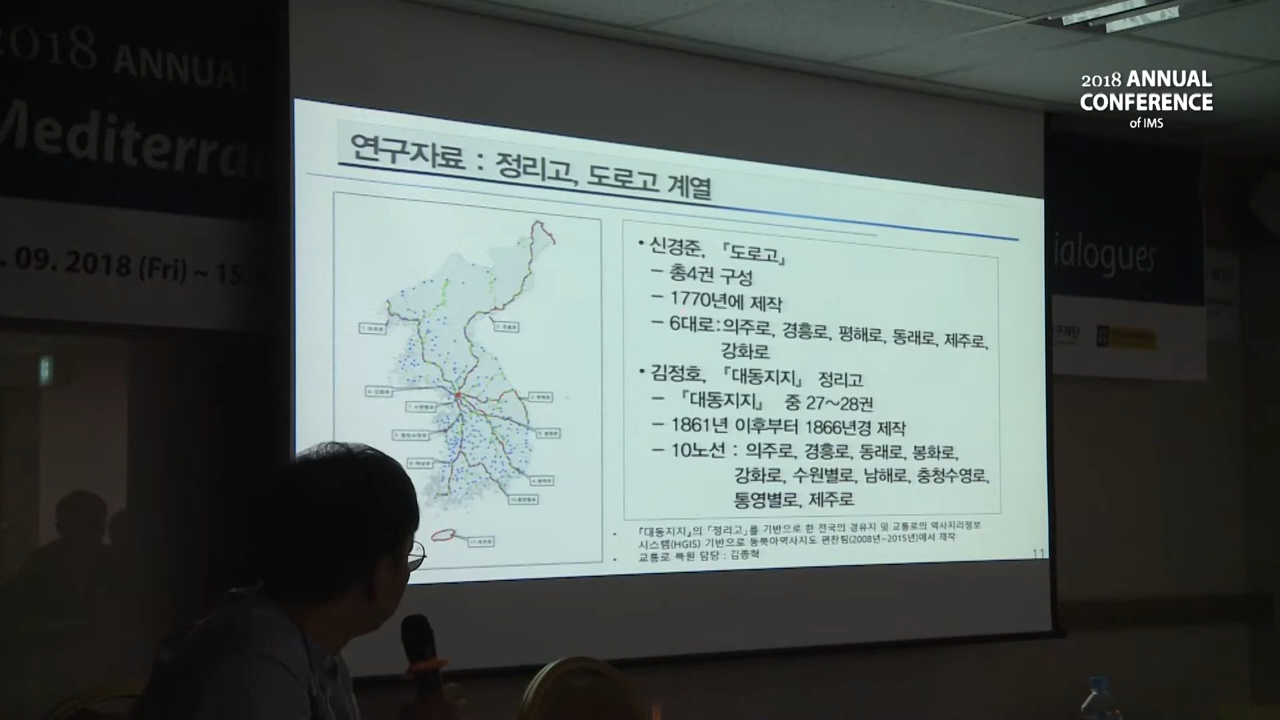 2018 ANNUAL
CONFERENCE
of IMS
2018 ANNUAL
Mediterra
. 09. 2018 (Fri) ~ 15.
ialogues
연구자료 : 정리고, 도로고 계열
• 신경준, 『도로고』
– 총4권 구성
– 1770년에 제작
– 6대로:의주로, 경흥로, 평해로, 동래로, 제주로,
강화로
• 김정호, 『대동지지』 정리고
– 『대동지지』 중 27~28권
– 1861년 이후부터 1866년경 제작
– 10노선 : 의주로, 경흥로, 동래로, 봉화로,
강화로, 수원별로, 남해로, 충청수영로,
통영별로, 제주로
• 『대동지지』의 「정리고」를 기반으로 한 전국의 경유지 및 교통로의 역사지리정보
시스템(HGIS) 기반으로 동북아역사지도 편찬팀(2008년~2015년)에서 제작
• 교통로 복원 담당 : 김종혁
11